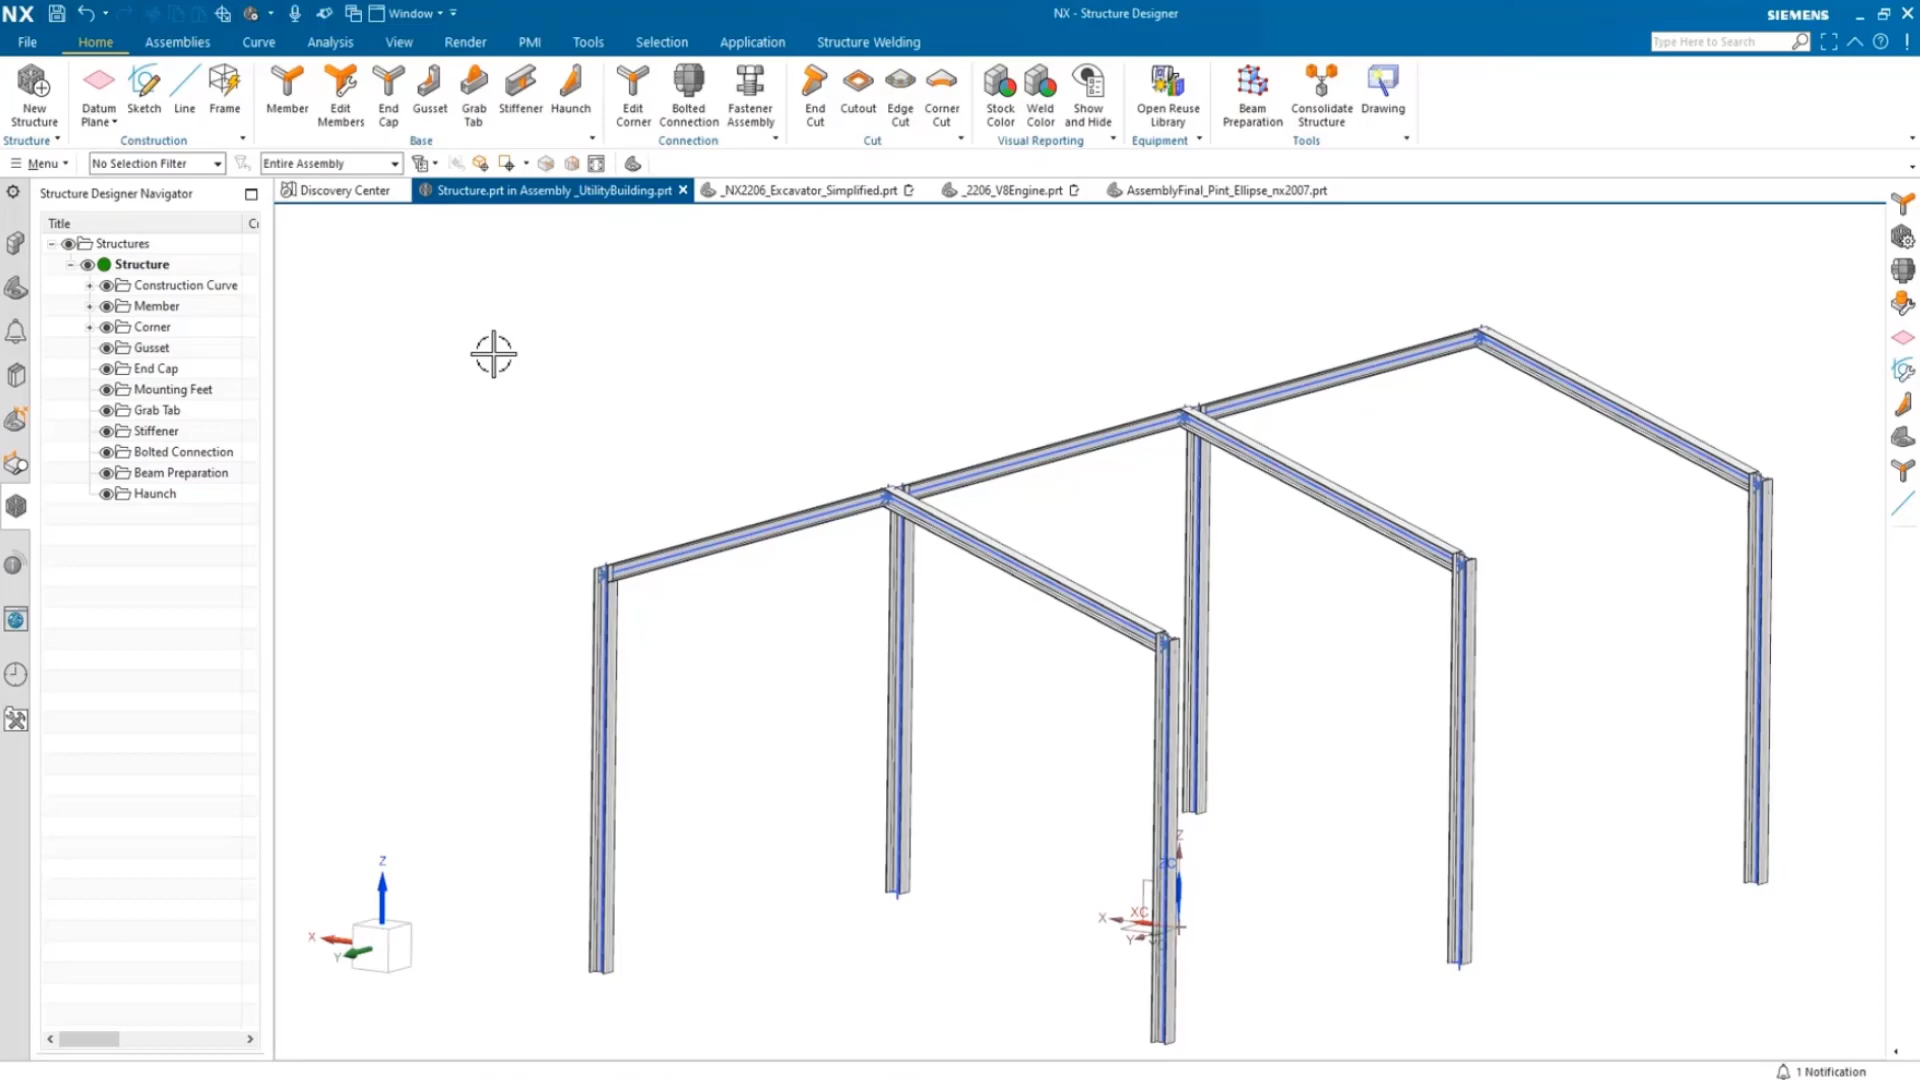 NX
Window
NX - Structure Designer
SIEMENS
File Home Assemblies Curve Analysis View Render PMI Tools Selection Application Structure Welding
Type Here to Search
New Structure
Datum Plane
Sketch
Line
Frame
Member
Edit Members
End Cap
Gusset
Grab Tab
Stiffener
Haunch
Edit Corner
Bolted Connection
Fastener Assembly
End Cut
Cutout
Edge Cut
Corner Cut
Stock Color
Weld Color
Show and Hide
Open Reuse Library
Beam Preparation
Consolidate Structure
Drawing
Structure Construction Base Connection Cut Visual Reporting Equipment Tools
Menu No Selection Filter Entire Assembly
Structure Designer Navigator
Discovery Center
Structure.prt in Assembly _UtilityBuilding.prt
_NX2206_Excavator_Simplified.prt
_2206_V8Engine.prt
AssemblyFinal_Pint_Ellipse_nx2007.prt
Title
Structures
Structure
Construction Curve
Member
Corner
Gusset
End Cap
Mounting Feet
Grab Tab
Stiffener
Bolted Connection
Beam Preparation
Haunch
Z
X
Y
Z
ZC
X
XC
Y
1 Notification